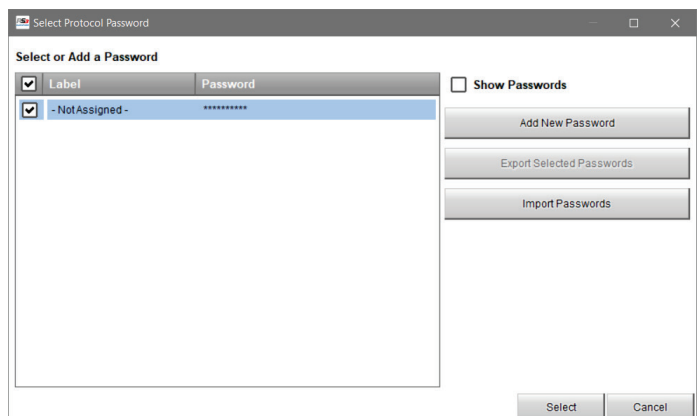 Select Protocol Password
Select or Add a Password
Label Password
- Not Assigned - **********
Show Passwords
Add New Password
Export Selected Passwords
Import Passwords
Select Cancel